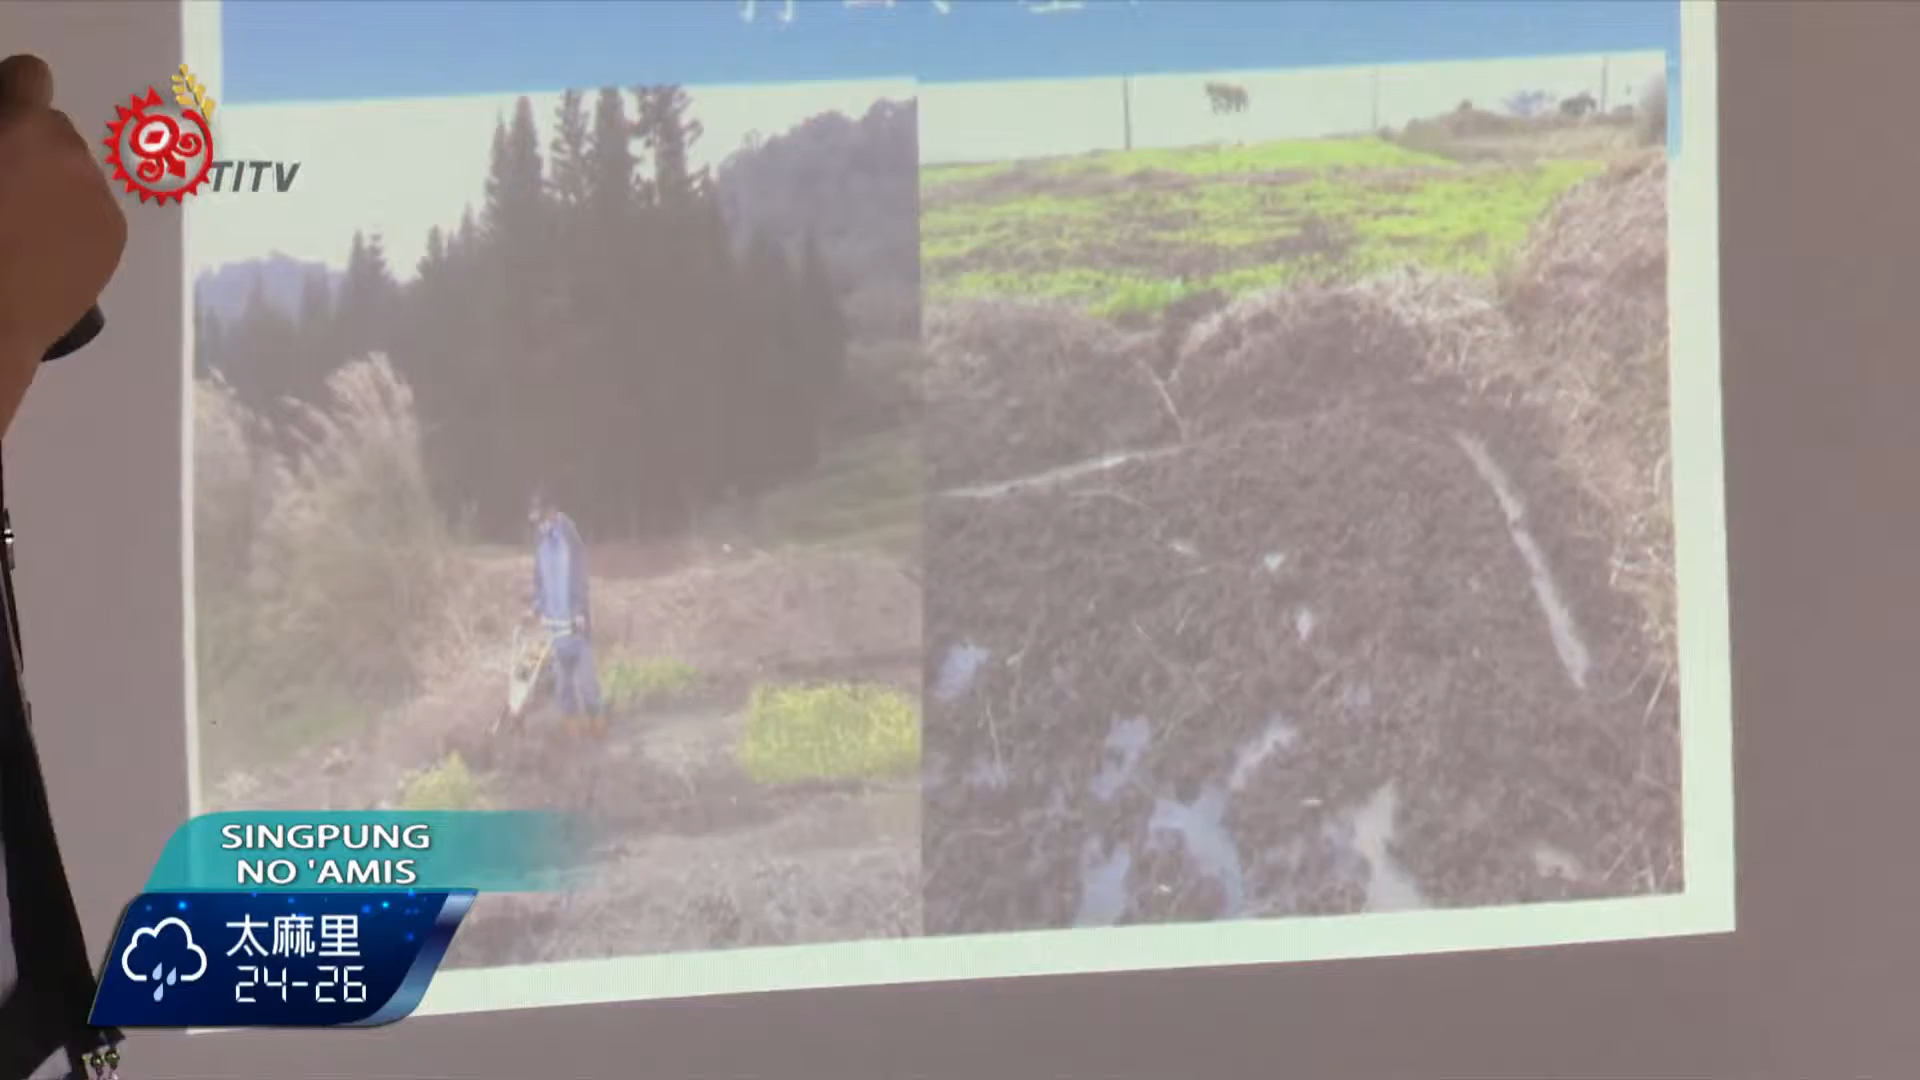 TITV
SINGPUNG
NO 'AMIS
太麻里
24-26